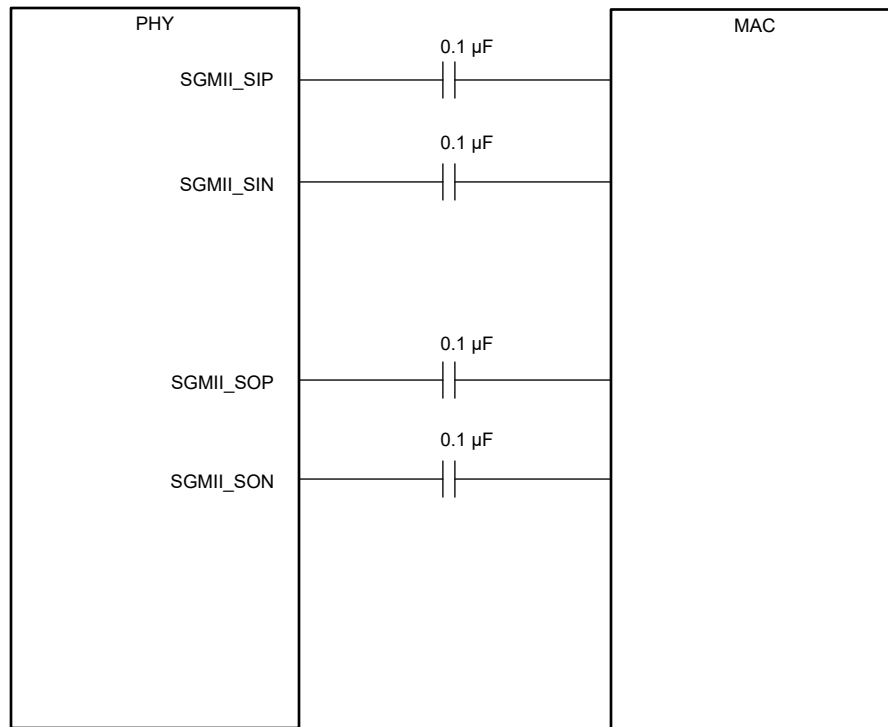 PHY
MAC
0.1 µF
SGMII_SIP
0.1 µF
SGMII_SIN
0.1 µF
SGMII_SOP
0.1 µF
SGMII_SON